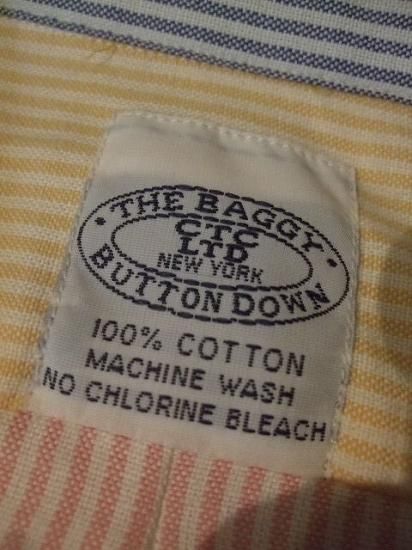 • THE BAGGY •
CTC
LTD
NEW YORK
BUTTON DOWN
100% COTTON
MACHINE WASH
NO CHLORINE BLEACH